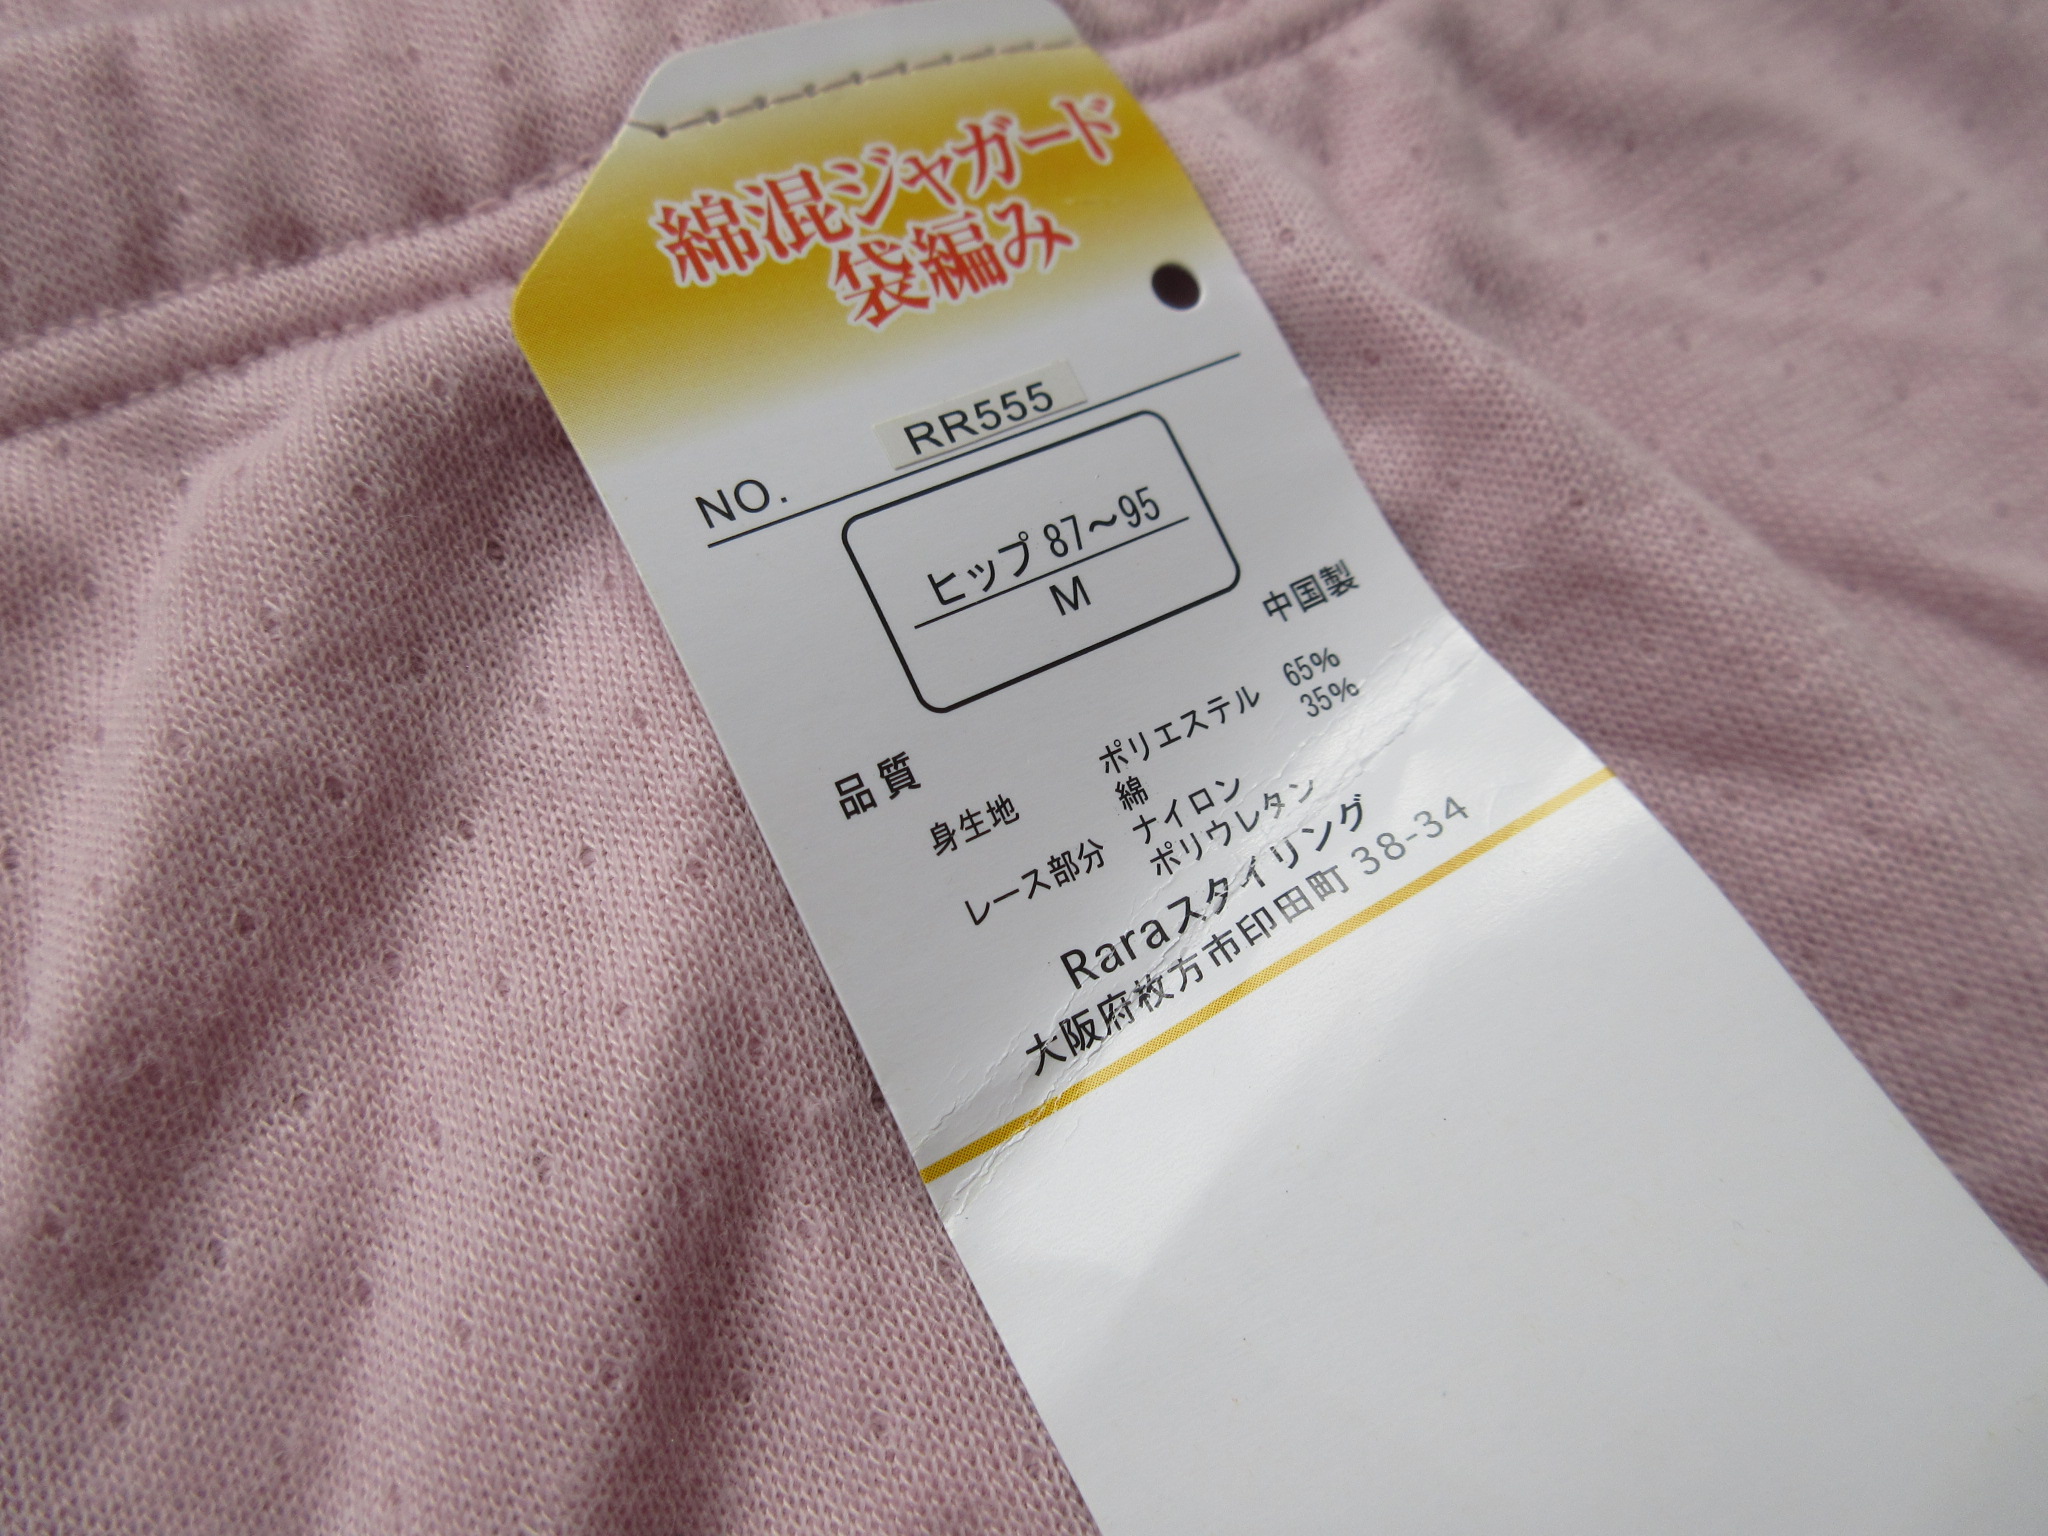 綿混ジャガード
袋編み
NO. RR555
ヒップ 87〜95
M
中国製
品質
身生地 ポリエステル 65%
綿 35%
レース部分 ナイロン
ポリウレタン
Raraスタイリング
大阪府枚方市印田町 38-34